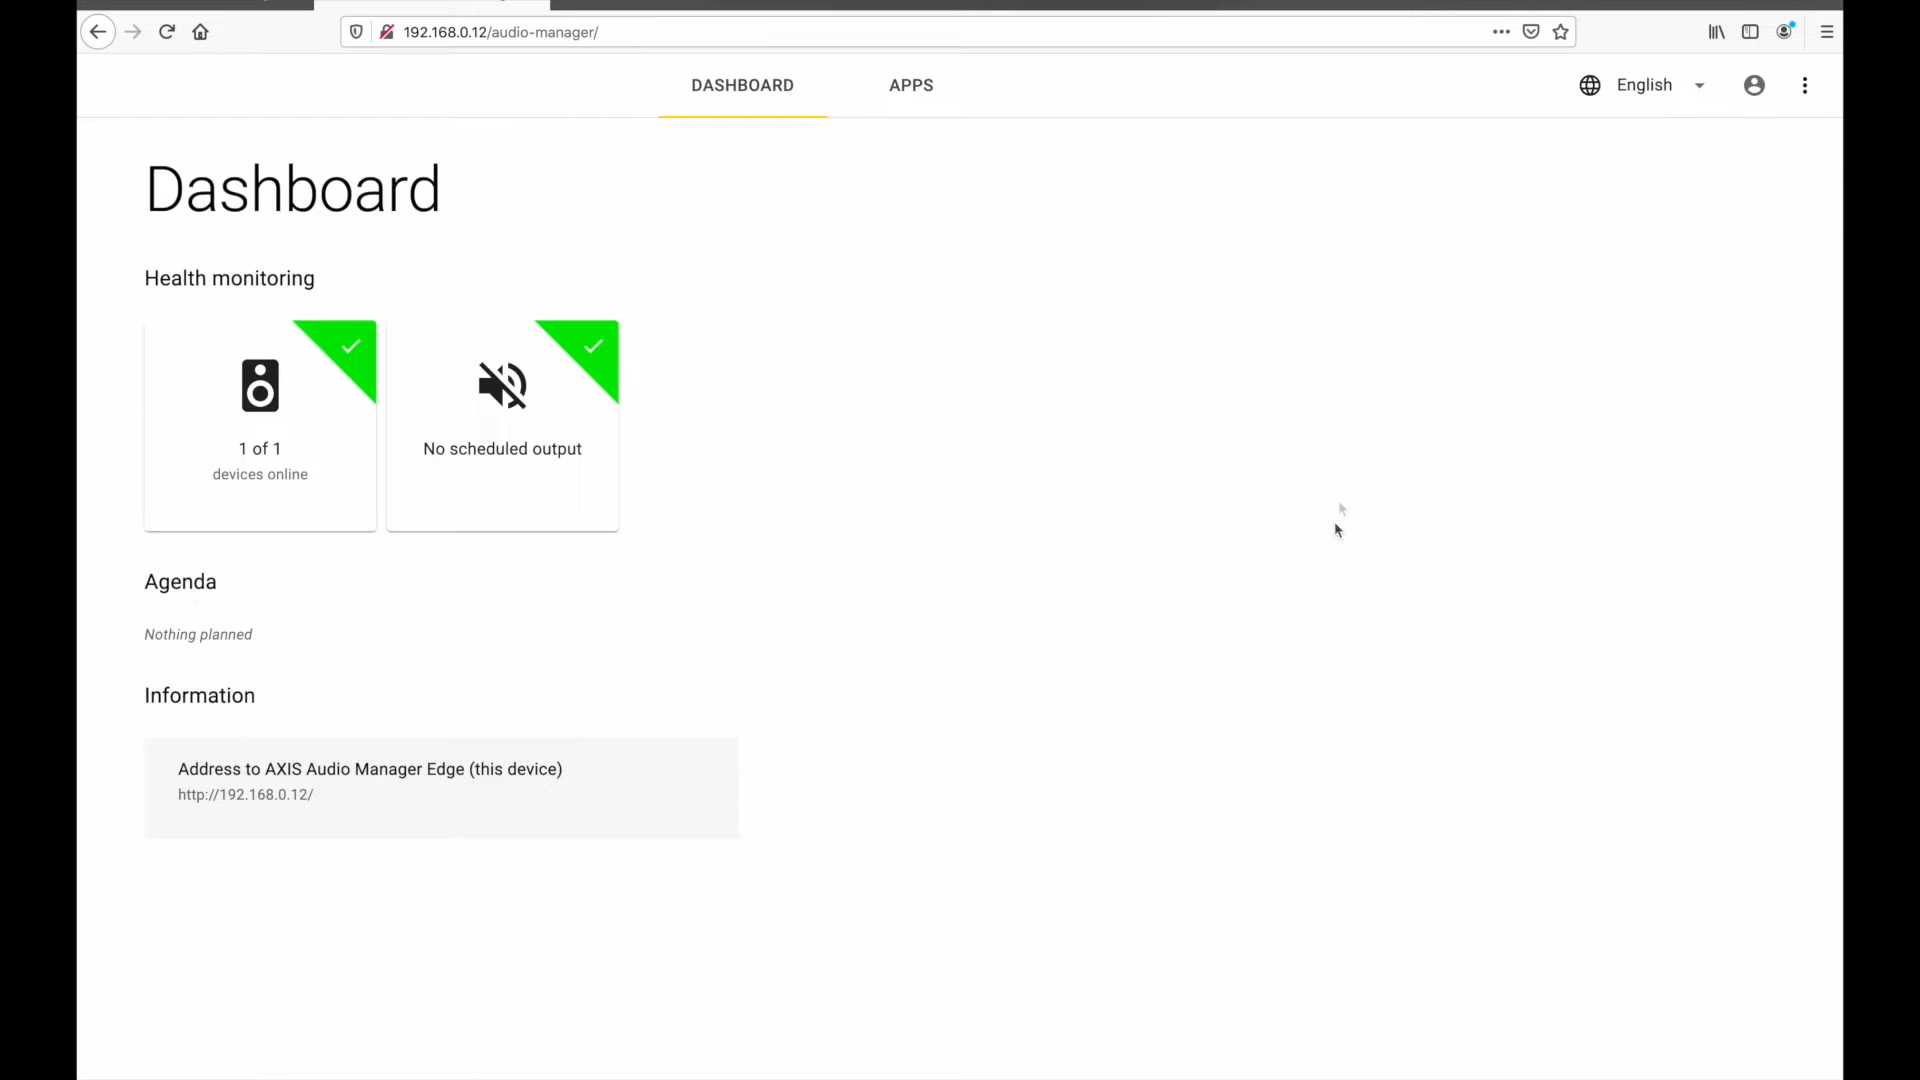 192.168.0.12/audio-manager/
DASHBOARD
APPS
English
Dashboard
Health monitoring
1 of 1
devices online
No scheduled output
Agenda
Nothing planned
Information
Address to AXIS Audio Manager Edge (this device)
http://192.168.0.12/